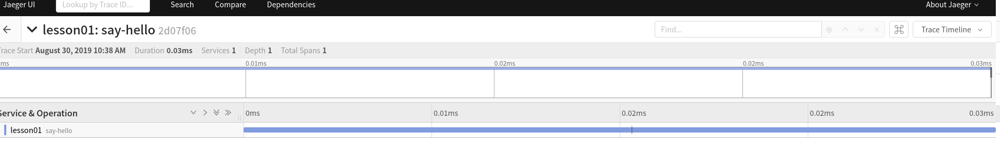 Jaeger UI Lookup by Trace ID... Search Compare Dependencies About Jaeger
lesson01: say-hello 2d07f06 Find... Trace Timeline
race Start August 30, 2019 10:38 AM Duration 0.03ms Services 1 Depth 1 Total Spans 1
ms 0.01ms 0.02ms 0.02ms 0.03ms
Service & Operation 0ms 0.01ms 0.02ms 0.02ms 0.03ms
lesson01 say-hello